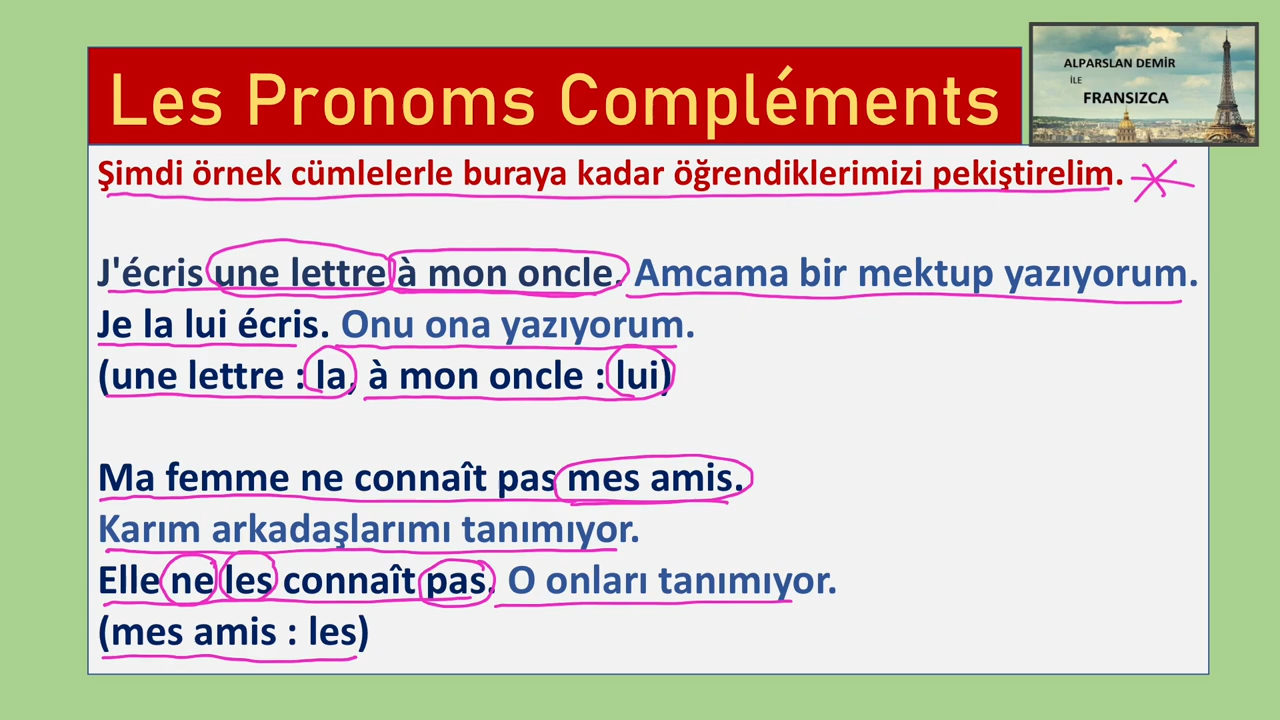 Les Pronoms Compléments
ALPARSLAN DEMİR
İLE
FRANSIZCA
Şimdi örnek cümlelerle buraya kadar öğrendiklerimizi pekiştirelim.
J'écris une lettre à mon oncle. Amcama bir mektup yazıyorum.
Je la lui écris. Onu ona yazıyorum.
(une lettre : la, à mon oncle : lui)
Ma femme ne connaît pas mes amis.
Karım arkadaşlarımı tanımıyor.
Elle ne les connaît pas. O onları tanımıyor.
(mes amis : les)